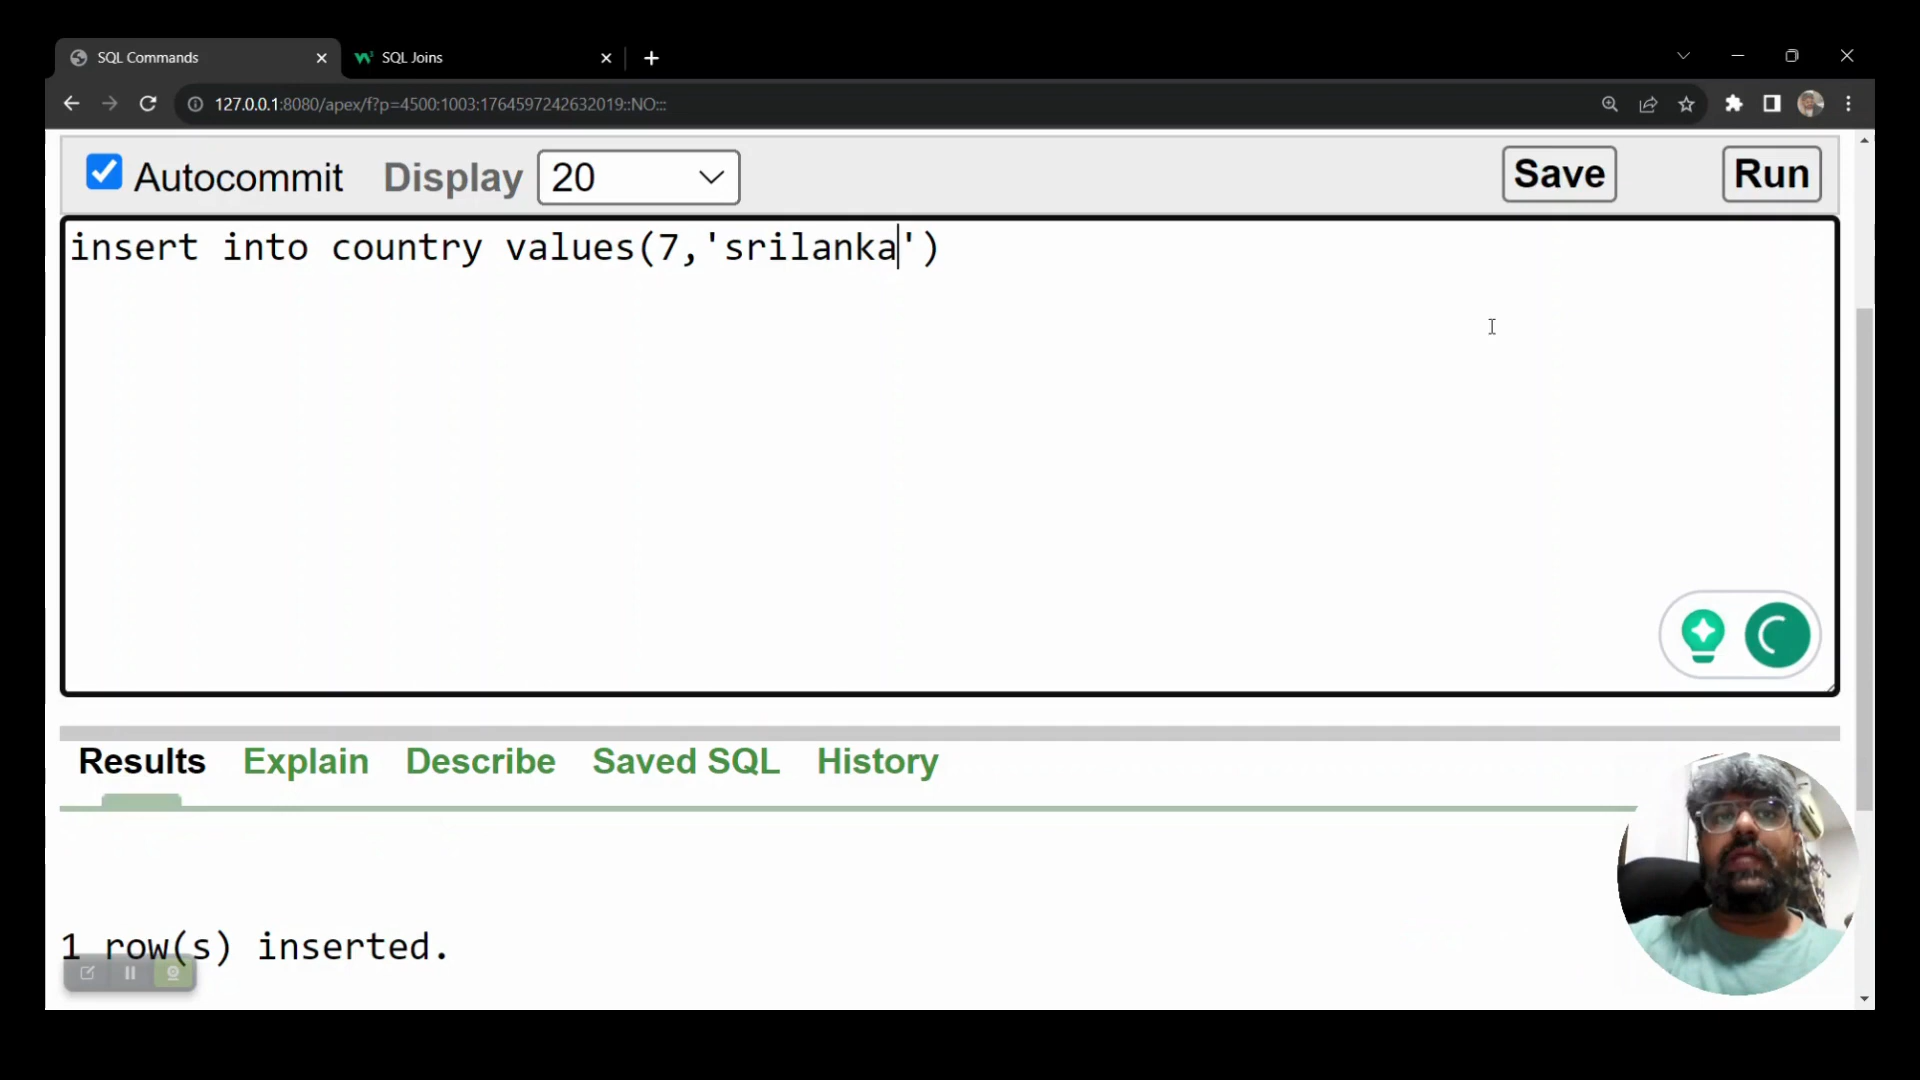 SQL Commands
SQL Joins
127.0.0.1:8080/apex/f?p=4500:1003:1764597242632019::NO:::
Autocommit Display 20 Save Run
insert into country values(7,'srilanka')
Results Explain Describe Saved SQL History
1 row(s) inserted.